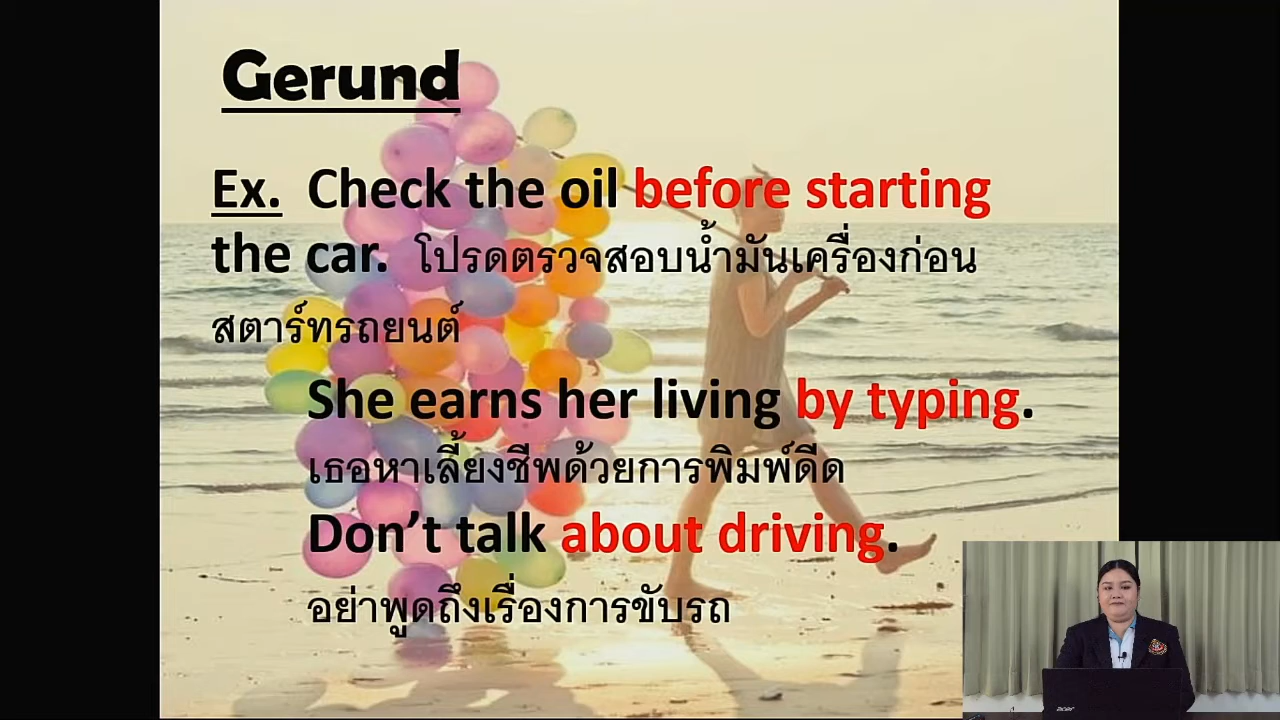 Gerund
Ex. Check the oil before starting
the car. โปรดตรวจสอบน้ำมันเครื่องก่อน
สตาร์ทรถยนต์
She earns her living by typing.
เธอหาเลี้ยงชีพด้วยการพิมพ์ดีด
Don't talk about driving.
อย่าพูดถึงเรื่องการขับรถ
acer